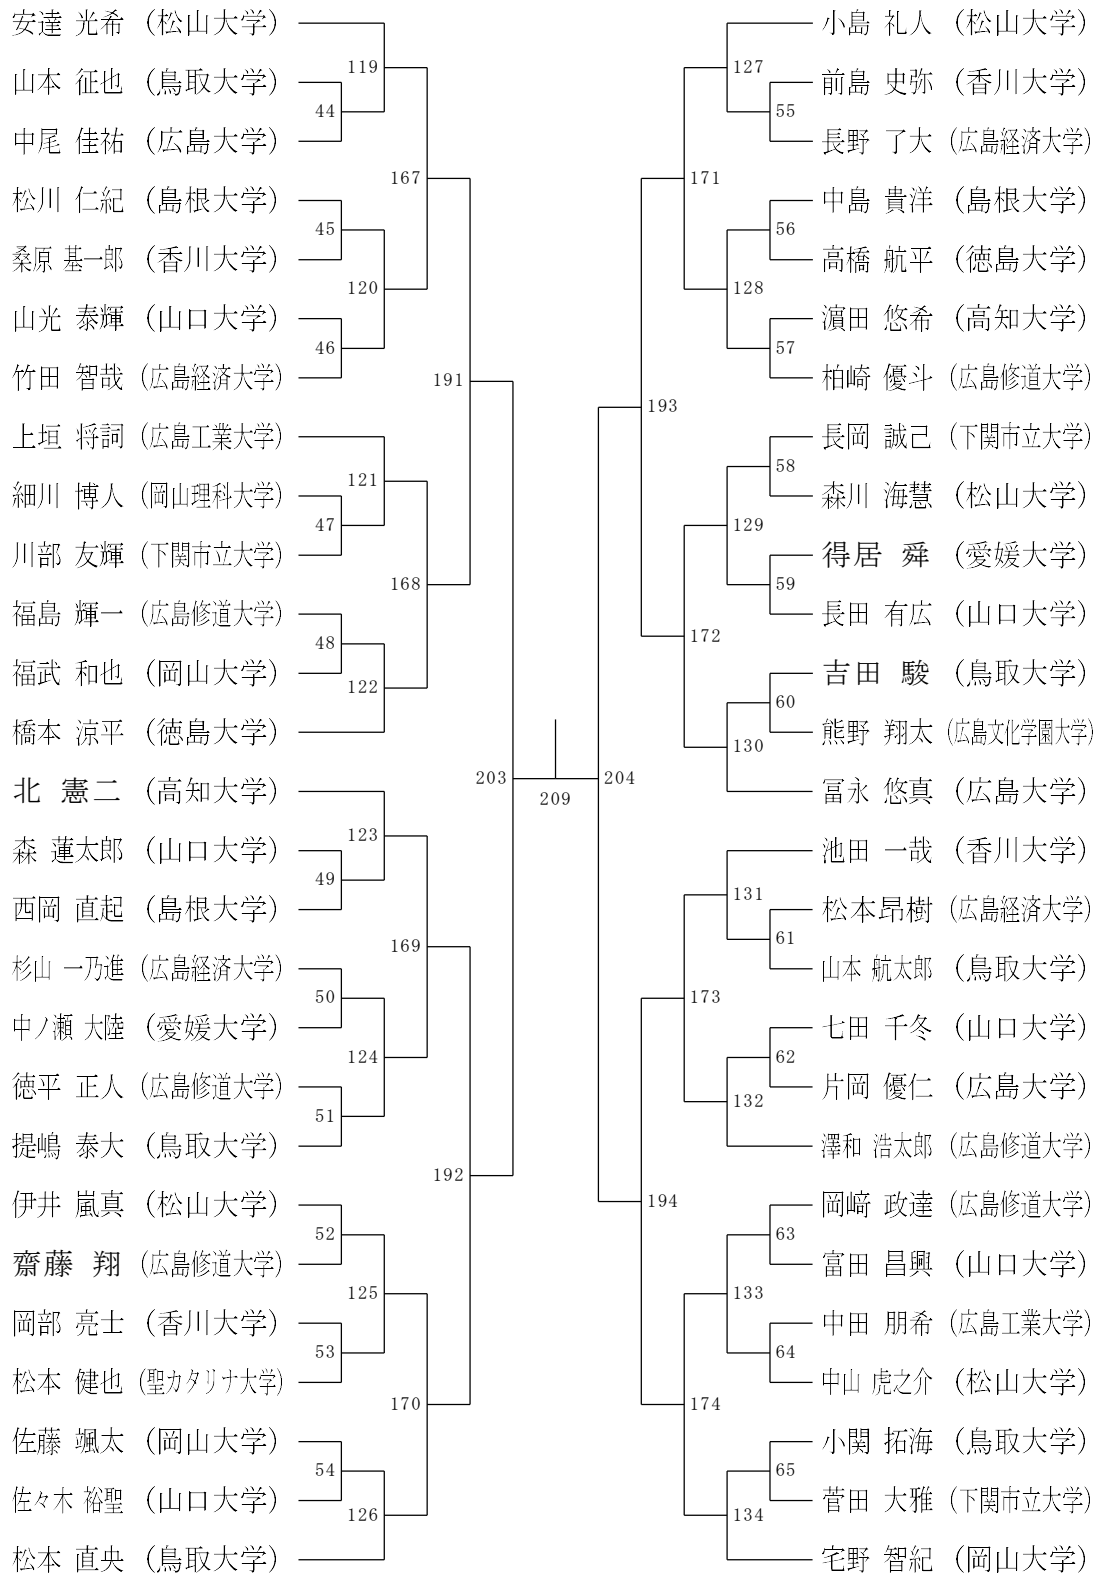 安達 光希 (松山大学)
119
山本 征也 (鳥取大学)
44
中尾 佳祐 (広島大学)
167
松川 仁紀 (島根大学)
45
桑原 基一郎 (香川大学)
120
山光 泰輝 (山口大学)
46
竹田 智哉 (広島経済大学)
191
上垣 将詞 (広島工業大学)
121
細川 博人 (岡山理科大学)
47
川部 友輝 (下関市立大学)
168
福島 輝一 (広島修道大学)
48
福武 和也 (岡山大学)
122
橋本 涼平 (徳島大学)
203
北 憲二 (高知大学)
123
森 蓮太郎 (山口大学)
49
西岡 直起 (島根大学)
169
杉山 一乃進 (広島経済大学)
50
中ノ瀬 大陸 (愛媛大学)
124
徳平 正人 (広島修道大学)
51
提嶋 泰大 (鳥取大学)
192
伊井 嵐真 (松山大学)
52
齋藤 翔 (広島修道大学)
125
岡部 亮士 (香川大学)
53
松本 健也 (聖カタリナ大学)
170
佐藤 颯太 (岡山大学)
54
佐々木 裕聖 (山口大学)
126
松本 直央 (鳥取大学)
209
小島 礼人 (松山大学)
127
前島 史弥 (香川大学)
55
長野 了大 (広島経済大学)
171
中島 貴洋 (島根大学)
56
高橋 航平 (徳島大学)
128
濵田 悠希 (高知大学)
57
柏崎 優斗 (広島修道大学)
193
長岡 誠己 (下関市立大学)
58
森川 海慧 (松山大学)
129
得居 舜 (愛媛大学)
59
長田 有広 (山口大学)
172
吉田 駿 (鳥取大学)
60
熊野 翔太 (広島文化学園大学)
130
冨永 悠真 (広島大学)
204
池田 一哉 (香川大学)
131
松本昂樹 (広島経済大学)
61
山本 航太郎 (鳥取大学)
173
七田 千冬 (山口大学)
62
片岡 優仁 (広島大学)
132
澤和 浩太郎 (広島修道大学)
194
岡﨑 政達 (広島修道大学)
63
富田 昌興 (山口大学)
133
中田 朋希 (広島工業大学)
64
中山 虎之介 (松山大学)
174
小関 拓海 (鳥取大学)
65
菅田 大雅 (下関市立大学)
134
宅野 智紀 (岡山大学)